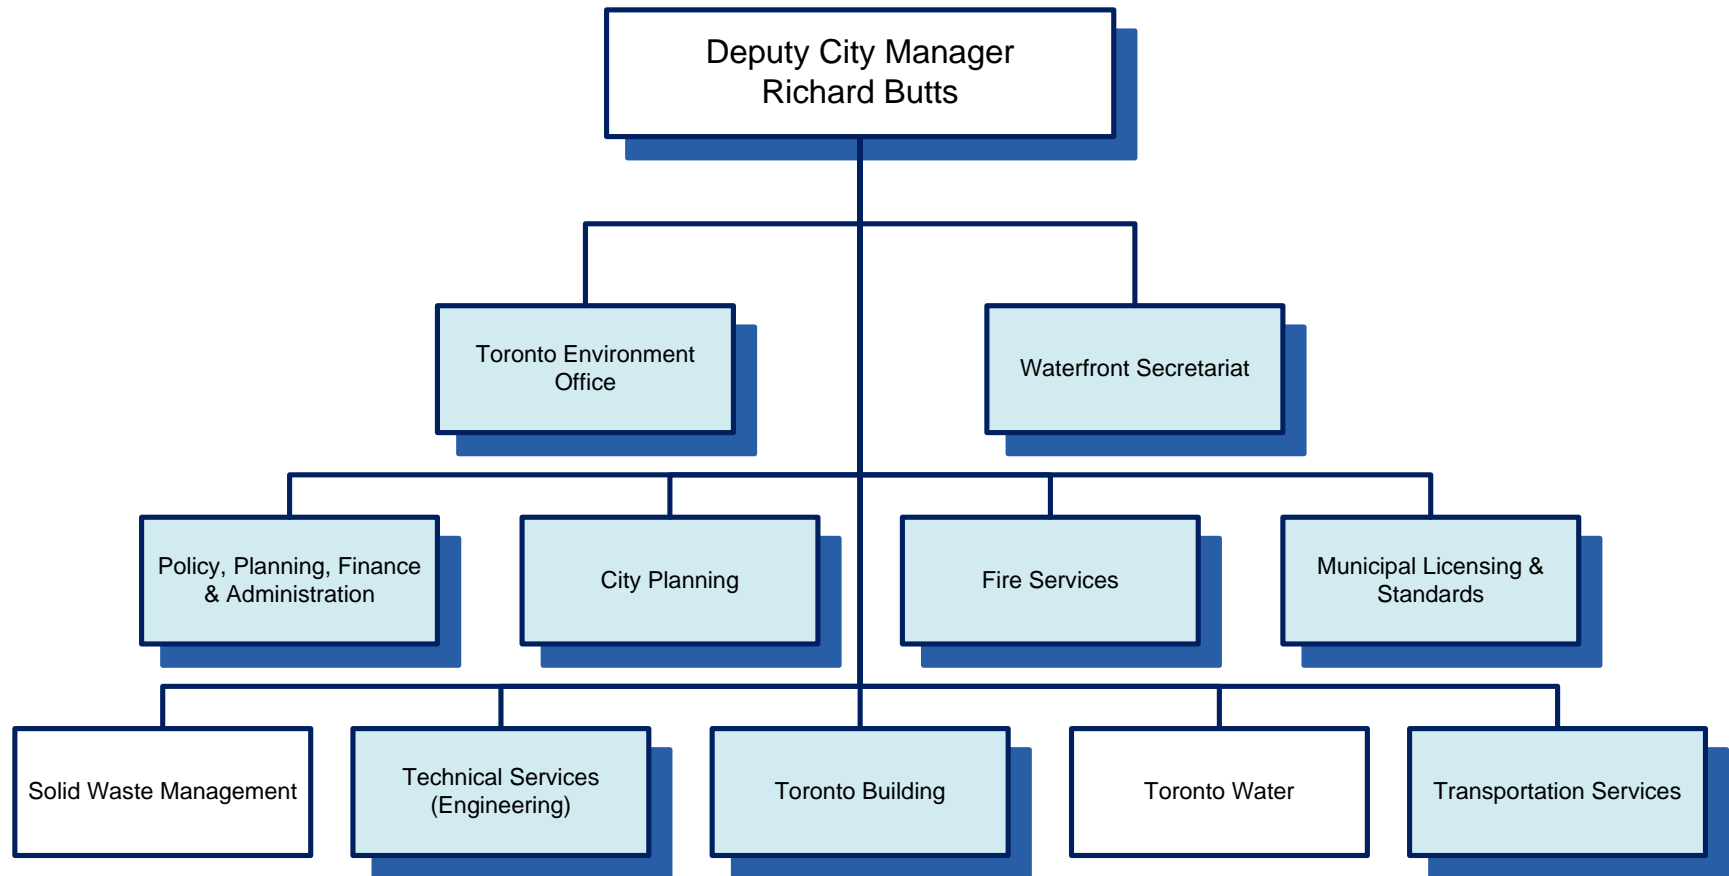 Deputy City Manager
Richard Butts
Toronto Environment
Office
Waterfront Secretariat
Policy, Planning, Finance
& Administration
City Planning
Fire Services
Municipal Licensing &
Standards
Solid Waste Management
Technical Services
(Engineering)
Toronto Building
Toronto Water
Transportation Services